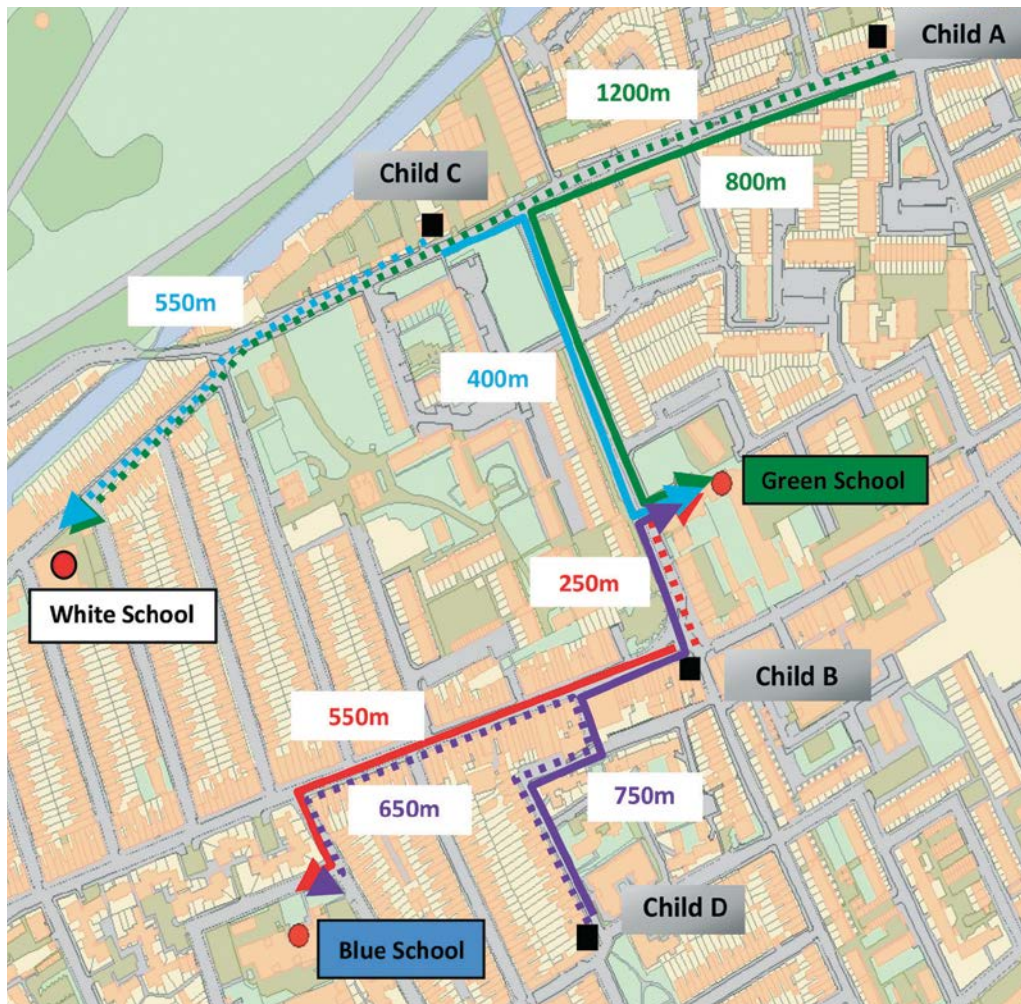 Child A
1200m
Child C
800m
550m
400m
Green School
250m
White School
Child B
550m
650m
750m
Child D
Blue School